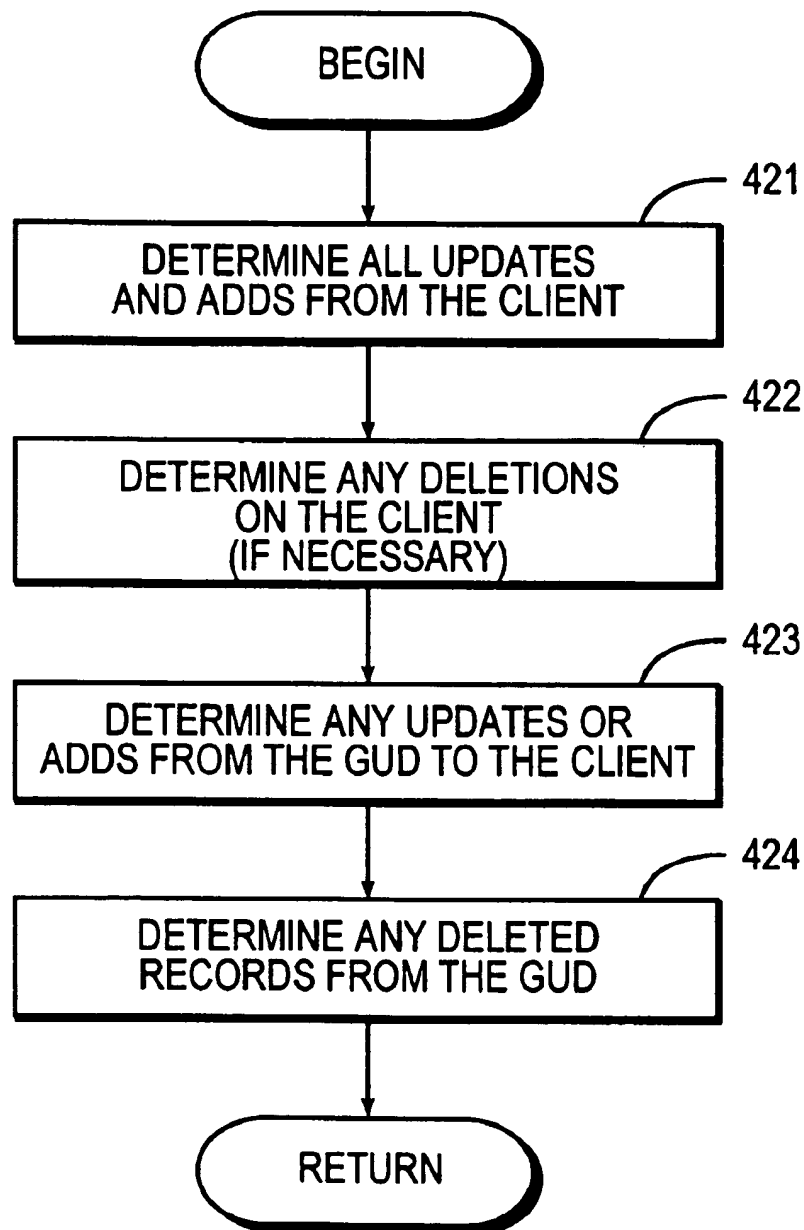 BEGIN
421
DETERMINE ALL UPDATES
AND ADDS FROM THE CLIENT
422
DETERMINE ANY DELETIONS
ON THE CLIENT
(IF NECESSARY)
423
DETERMINE ANY UPDATES OR
ADDS FROM THE GUD TO THE CLIENT
424
DETERMINE ANY DELETED
RECORDS FROM THE GUD
RETURN